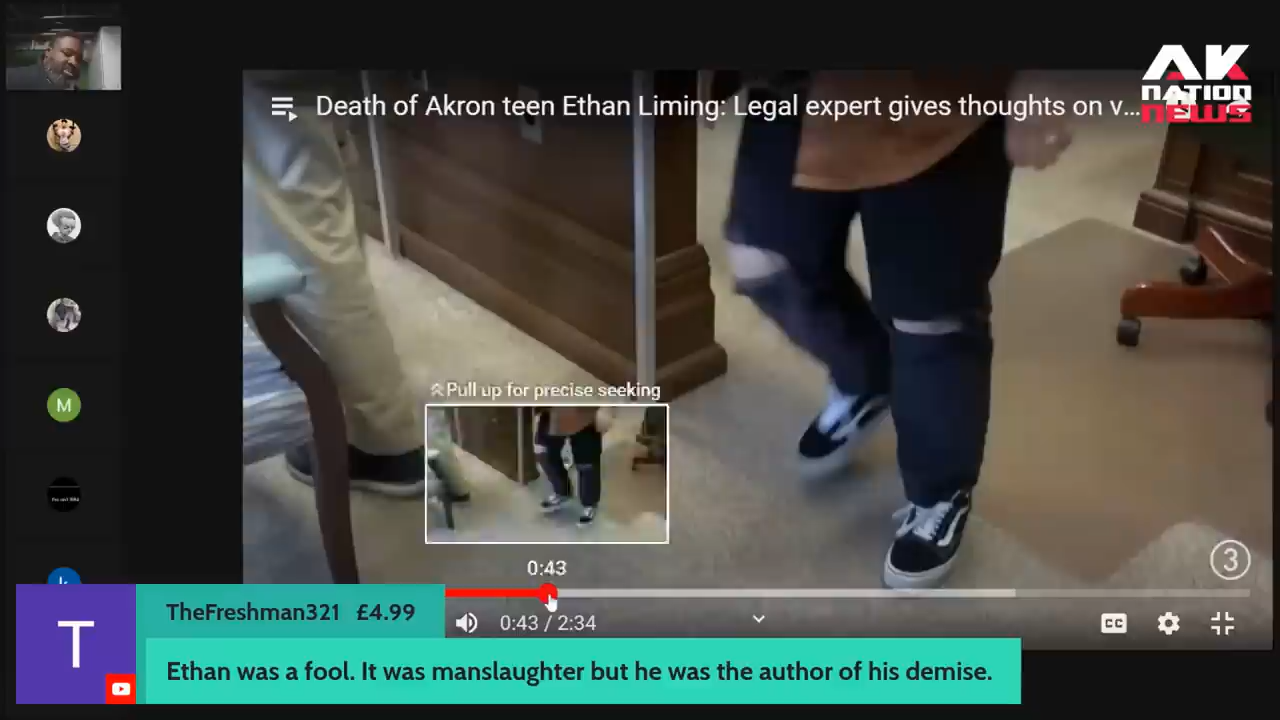 AK
NATION
NEWS
Death of Akron teen Ethan Liming: Legal expert gives thoughts on v...
Pull up for precise seeking
M
0:43
3
k
TheFreshman321 £4.99
0:43 / 2:34
CC
T
Ethan was a fool. It was manslaughter but he was the author of his demise.